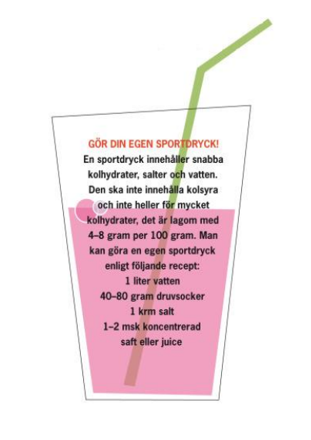 GÖR DIN EGEN SPORTDRYCK!
En sportdryck innehåller snabba
kolhydrater, salter och vatten.
Den ska inte innehålla kolsyra
och inte heller för mycket
kolhydrater, det är lagom med
4–8 gram per 100 gram. Man
kan göra en egen sportdryck
enligt följande recept:
1 liter vatten
40–80 gram druvsocker
1 krm salt
1–2 msk koncentrerad
saft eller juice